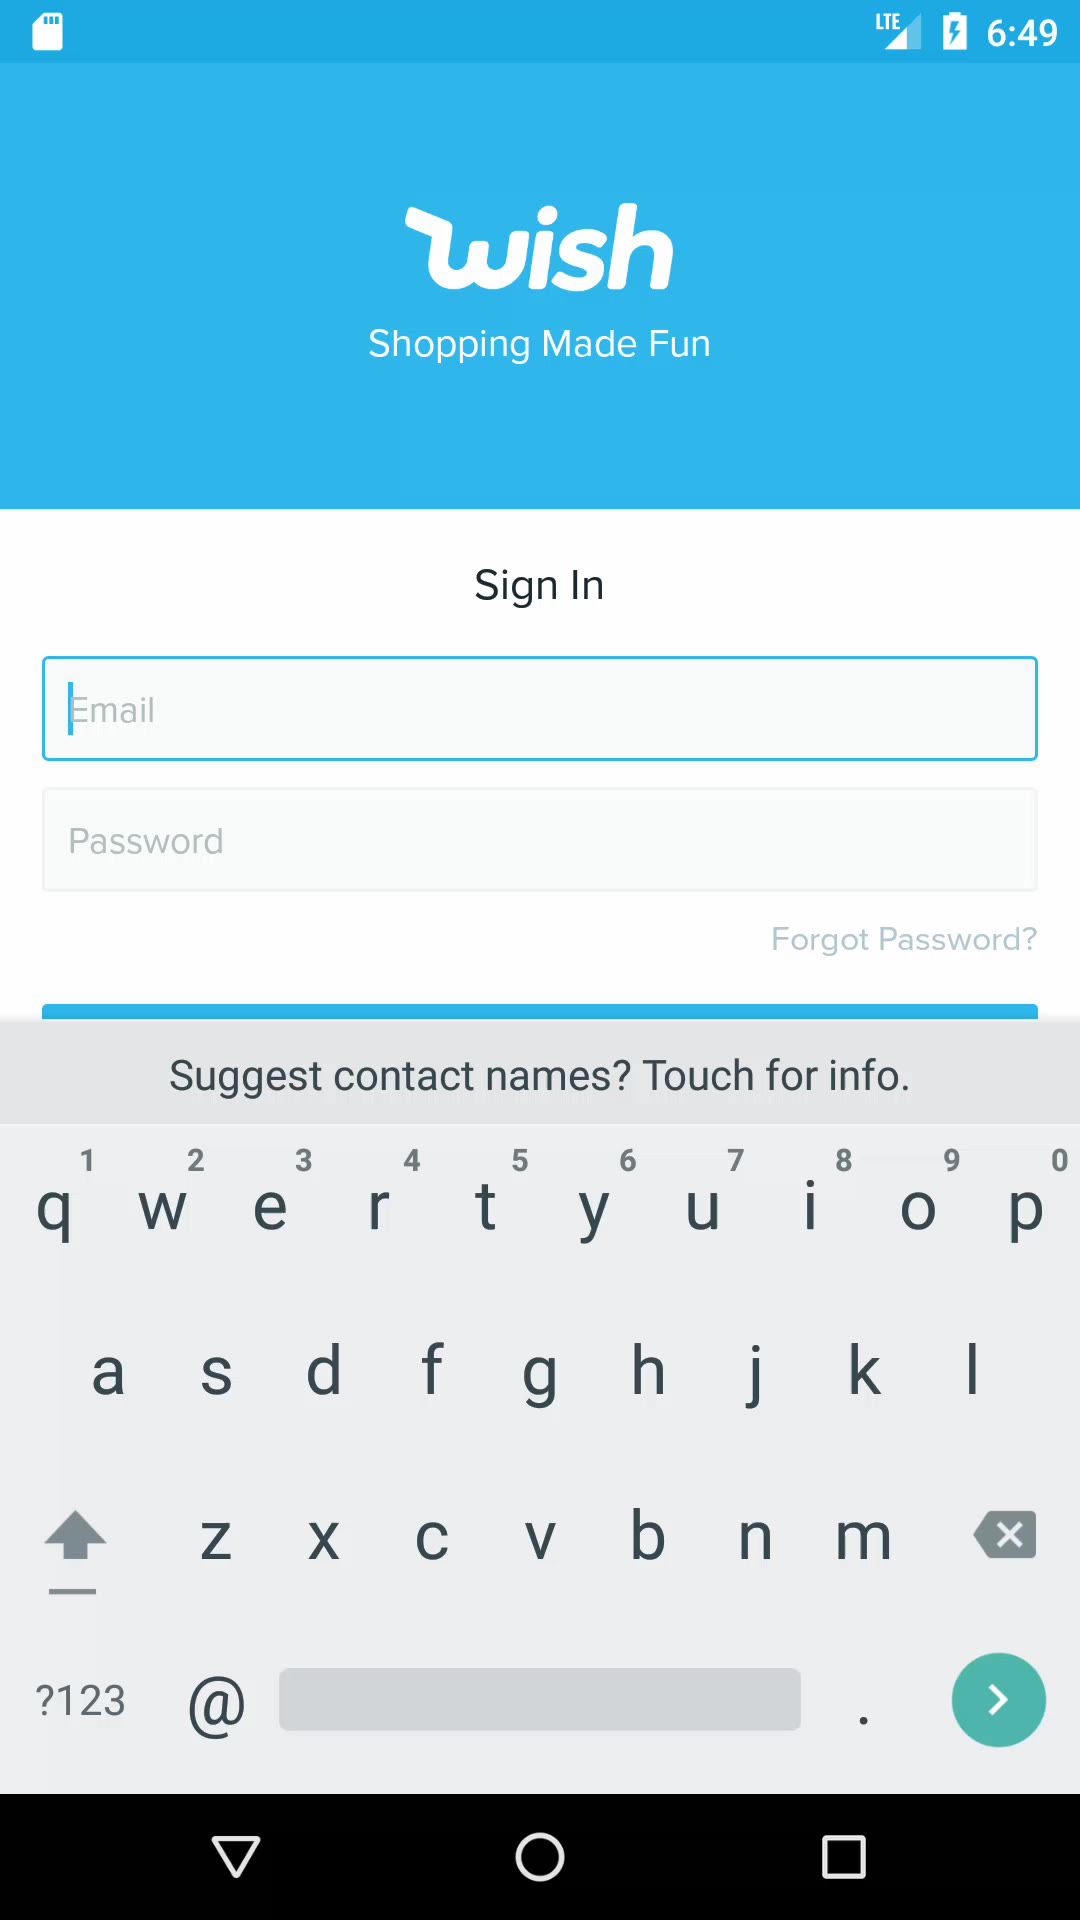 LTE 6:49
wish
Shopping Made Fun
Sign In
Email
Password
Forgot Password?
Suggest contact names? Touch for info.
1 2 3 4 5 6 7 8 9 0
q w e r t y u i o p
a s d f g h j k l
z x c v b n m
?123 @ .